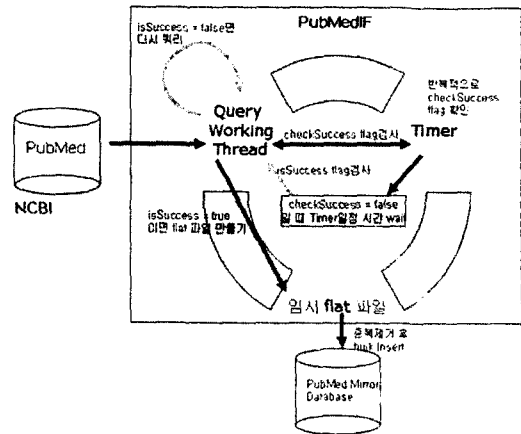 PubMedIF
isSuccess = false면
다시 쿼리
반복적으로
checkSuccess
flag 확인
Query
Working
Thread
checkSuccess flag검사
Timer
PubMed
NCBI
isSuccess flag검사
checkSuccess = false
일 때 Timer일정 시간 wait
isSuccess true
이면 flat 파일 만들기
임시 flat 파일
중복제거 후
bulk Insert
PubMed Mirror
Database